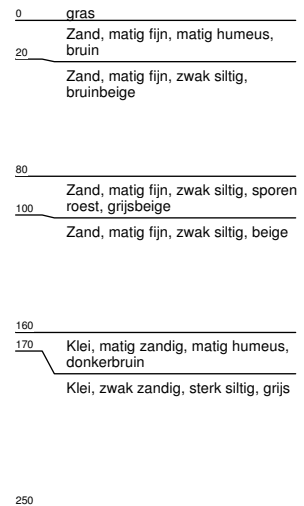 0 gras
Zand, matig fijn, matig humeus,
bruin
20
Zand, matig fijn, zwak siltig,
bruinbeige
80
Zand, matig fijn, zwak siltig, sporen
roest, grijsbeige
100
Zand, matig fijn, zwak siltig, beige
160
Klei, matig zandig, matig humeus,
donkerbruin
170
Klei, zwak zandig, sterk siltig, grijs
250